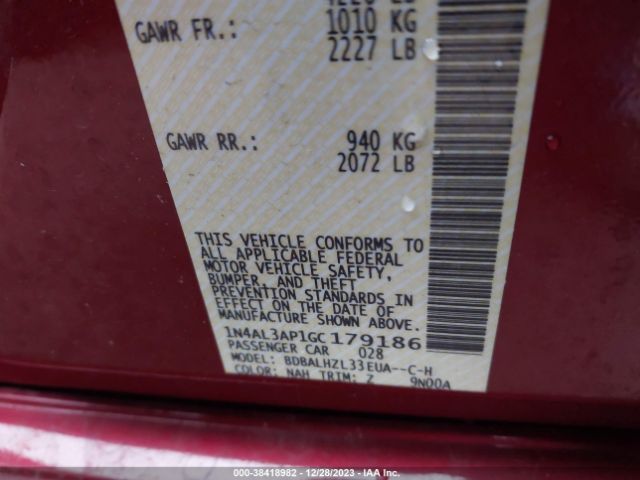 GAWR FR.: 1010 KG
2227 LB
GAWR RR.: 940 KG
2072 LB
THIS VEHICLE CONFORMS TO
ALL APPLICABLE FEDERAL
MOTOR VEHICLE SAFETY,
BUMPER, AND THEFT
PREVENTION STANDARDS IN
EFFECT ON THE DATE OF
MANUFACTURE SHOWN ABOVE.
1N4AL3AP1GC 179186
PASSENGER CAR 028
MODEL: BDBALHZL33EUA--C-H
COLOR: NAH TRIM: Z 9N00A
000-38418982 - 12/28/2023 - IAA Inc.